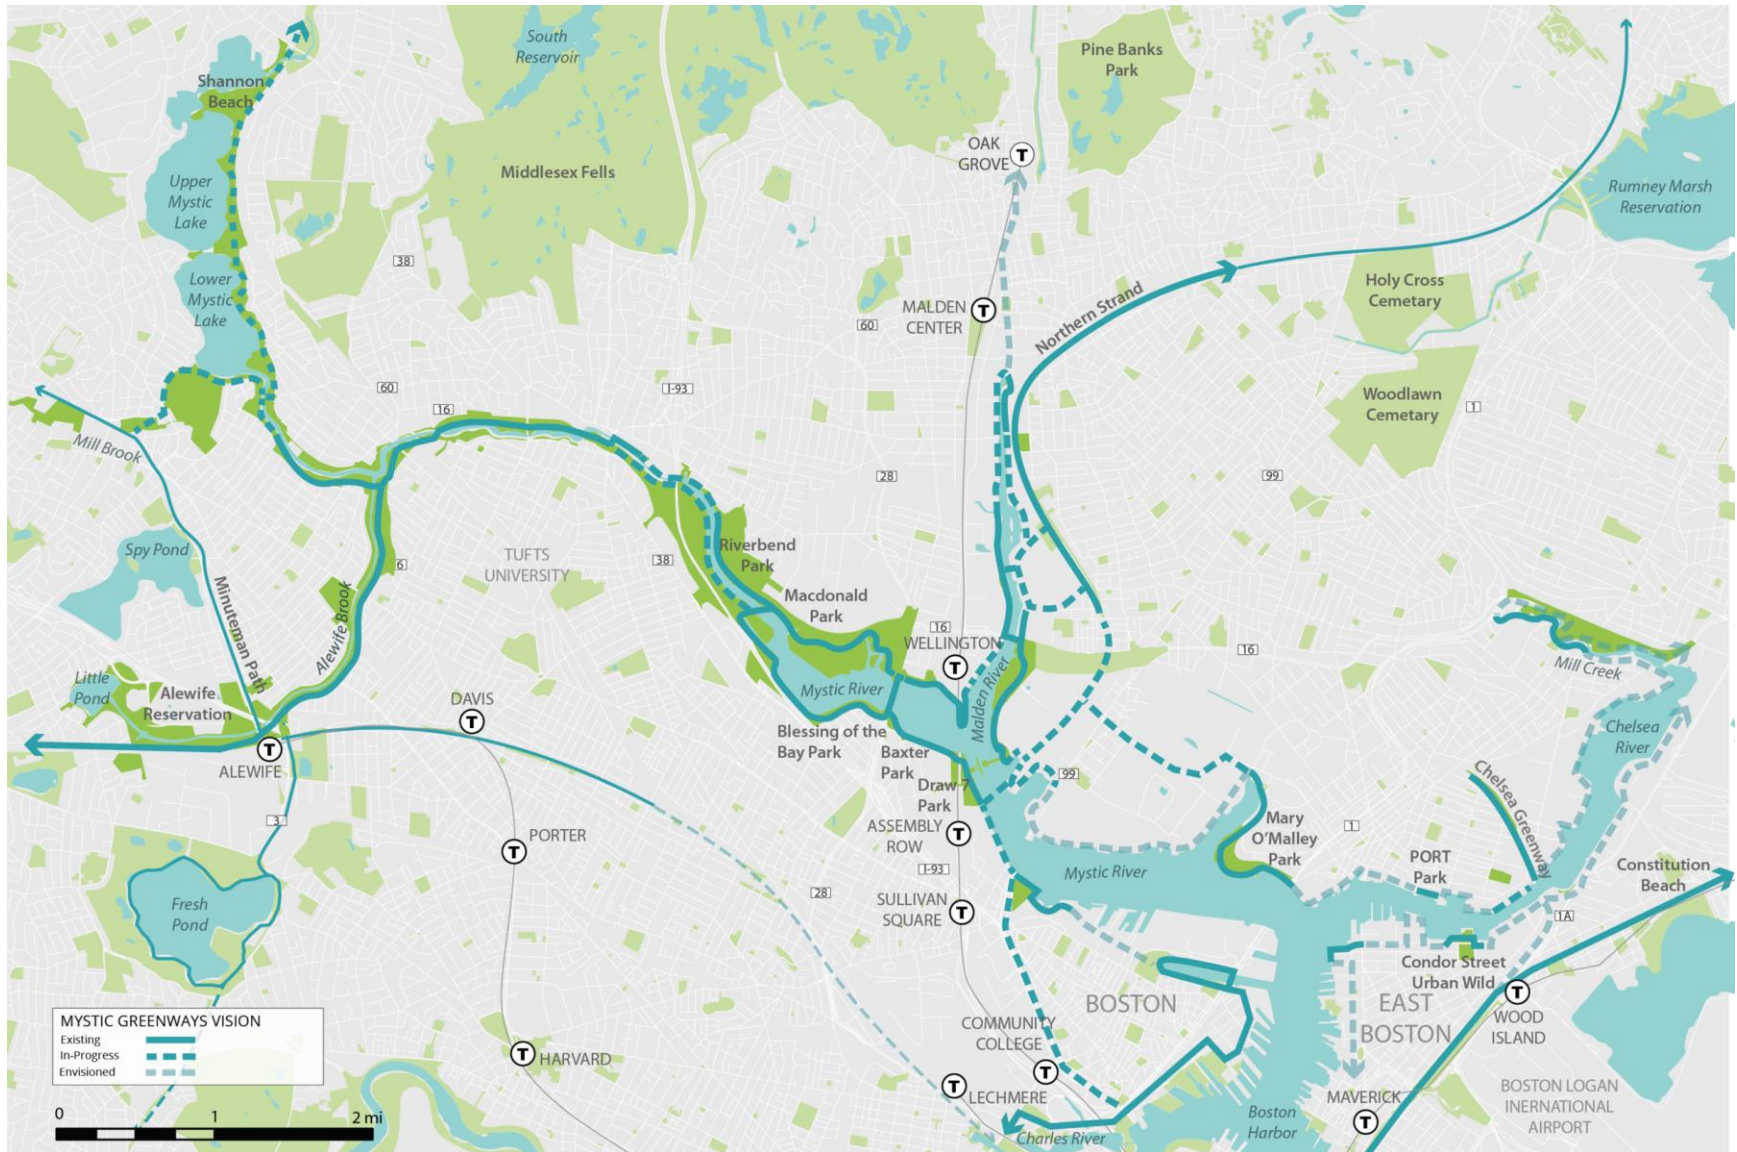 South
Reservoir
Pine Banks
Park
Shannon
Beach
OAK
GROVE
T
Middlesex Fells
Upper
Mystic
Lake
Rumney Marsh
Reservation
38
Lower
Mystic
Lake
Holy Cross
Cemetary
Northern Strand
MALDEN
CENTER
T
60
60
I-93
Woodlawn
Cemetary
1
16
Mill Brook
28
99
Spy Pond
TUFTS
UNIVERSITY
38
6
Riverbend
Park
Minuteman Path
Alewife Brook
Macdonald
Park
16
WELLINGTON
T
16
Mill Creek
Little
Pond
Alewife
Reservation
Mystic River
Malden River
DAVIS
T
Blessing of the
Bay Park
Baxter
Park
Chelsea
River
T
ALEWIFE
99
Draw 7
Park
Chelsea Greenway
3
PORTER
T
ASSEMBLY
ROW
T
Mary
O'Malley
Park
1
PORT
Park
I-93
Mystic River
Constitution
Beach
28
Fresh
Pond
SULLIVAN
SQUARE
T
1A
Condor Street
Urban Wild
BOSTON
EAST
BOSTON
T
WOOD
ISLAND
MYSTIC GREENWAYS VISION
Existing
In-Progress
Envisioned
COMMUNITY
COLLEGE
T
T
HARVARD
T
LECHMERE
MAVERICK
T
BOSTON LOGAN
INERNATIONAL
AIRPORT
Boston
Harbor
Charles River
0 1 2 mi